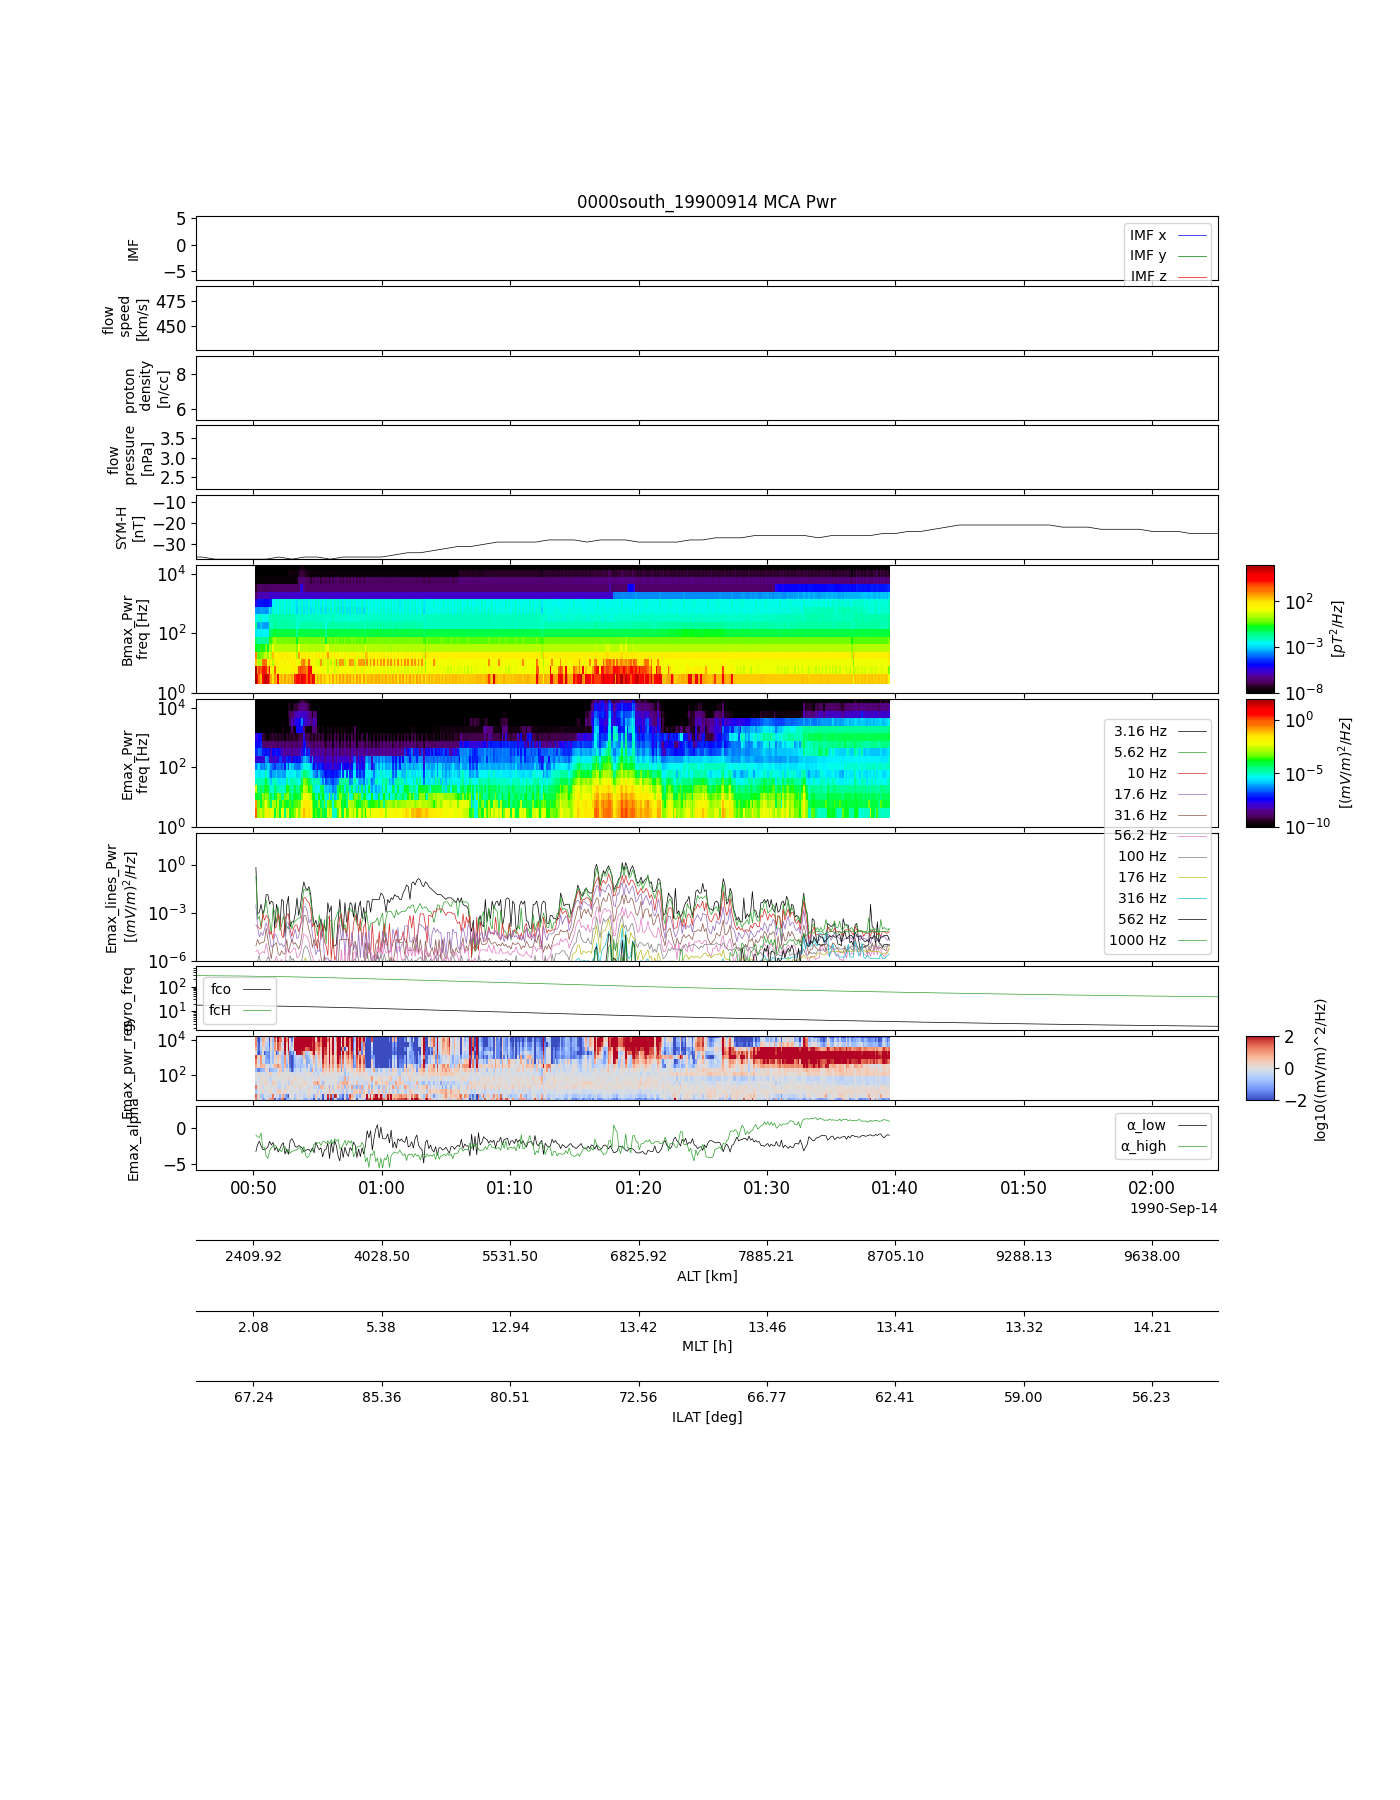 0000south_19900914 MCA Pwr
5
0
−5
IMF
IMF x
IMF y
IMF z
475
450
flow
speed
[km/s]
8
6
proton
density
[n/cc]
3.5
3.0
2.5
flow
pressure
[nPa]
−10
−20
−30
SYM-H
[nT]
10^4
10^2
10^0
Bmax_Pwr
freq [Hz]
10^2
10^−3
10^−8
[pT^2/Hz]
10^4
10^2
10^0
Emax_Pwr
freq [Hz]
10^0
10^−5
10^−10
[(mV/m)^2/Hz]
3.16 Hz
5.62 Hz
10 Hz
17.6 Hz
31.6 Hz
56.2 Hz
100 Hz
176 Hz
316 Hz
562 Hz
1000 Hz
10^0
10^−3
10^−6
Emax_lines_Pwr
[(mV/m)^2/Hz]
10^2
10^1
gyro_freq
fco
fcH
10^4
10^2
Emax_pwr_res
2
0
−2
log10((mV/m)^2/Hz)
0
−5
Emax_alpha
α_low
α_high
00:50 01:00 01:10 01:20 01:30 01:40 01:50 02:00
1990-Sep-14
2409.92 4028.50 5531.50 6825.92 7885.21 8705.10 9288.13 9638.00
ALT [km]
2.08 5.38 12.94 13.42 13.46 13.41 13.32 14.21
MLT [h]
67.24 85.36 80.51 72.56 66.77 62.41 59.00 56.23
ILAT [deg]